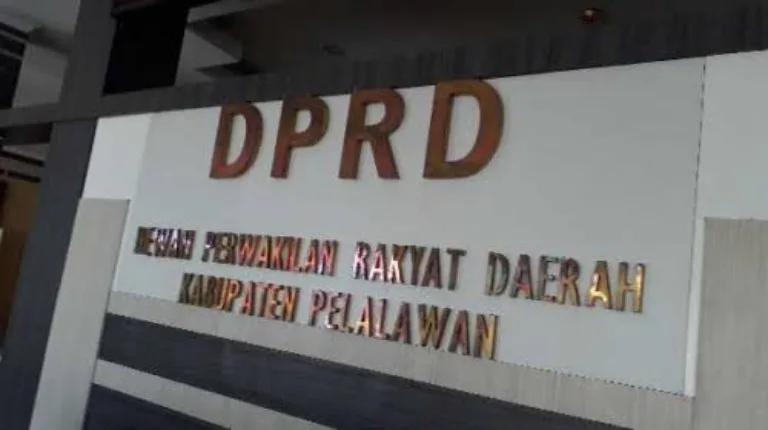 DPRD
DEWAN PERWAKILAN RAKYAT DAERAH
KABUPATEN PELALAWAN